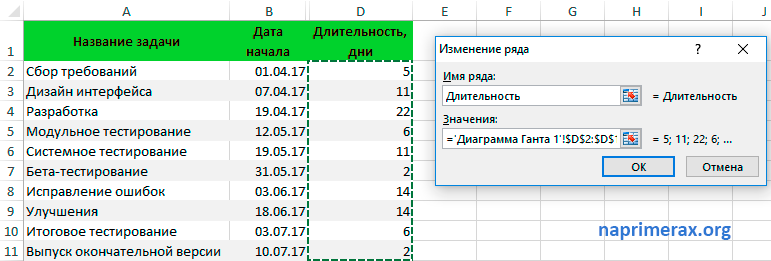 A B D E F G H I J
1 Название задачи Дата начала Длительность, дни
2 Сбор требований 01.04.17 5
3 Дизайн интерфейса 07.04.17 11
4 Разработка 19.04.17 22
5 Модульное тестирование 12.05.17 6
6 Системное тестирование 19.05.17 11
7 Бета-тестирование 31.05.17 2
8 Исправление ошибок 03.06.17 14
9 Улучшения 18.06.17 14
10 Итоговое тестирование 03.07.17 6
11 Выпуск окончательной версии 10.07.17 2
Изменение ряда ? ×
Имя ряда:
Длительность = Длительность
Значения:
='Диаграмма Ганта 1'!$D$2:$D$1 = 5; 11; 22; 6; ...
ОК Отмена
naprimerax.org